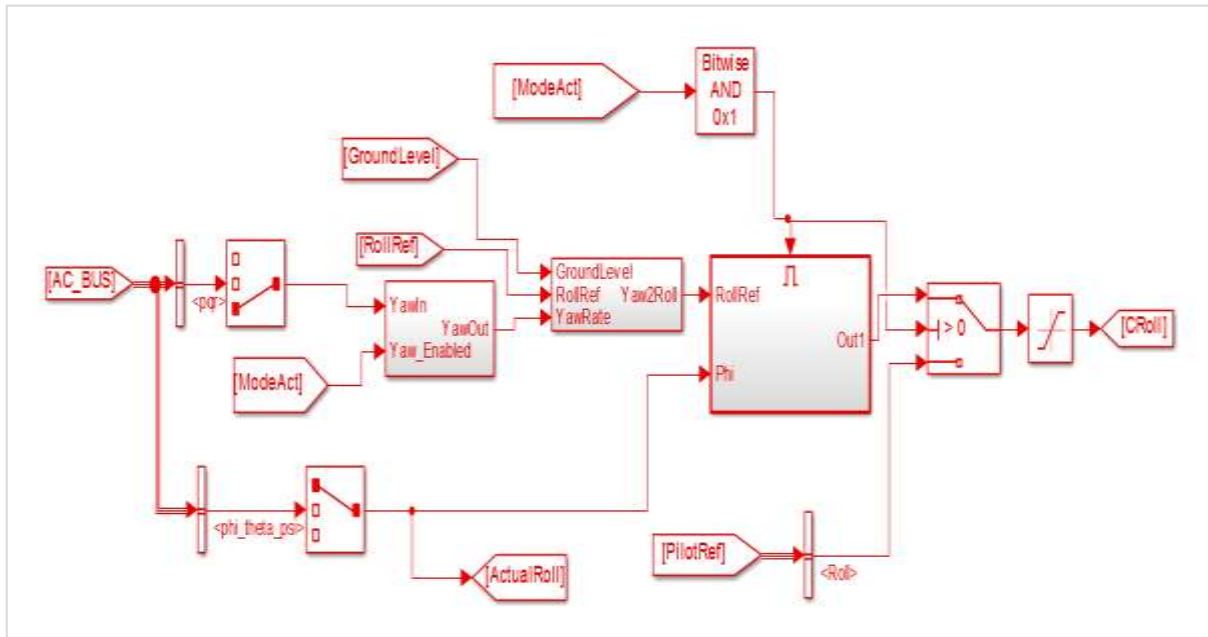 [ModeAct]
Bitwise
AND
0x1
[GroundLevel]
[RollRef]
[AC_BUS]
<pqr>
YawIn
YawOut
Yaw_Enabled
[ModeAct]
GroundLevel
RollRef Yaw2Roll
YawRate
RollRef
Out1
Phi
> 0
[CRoll]
<phi_theta_psi>
[ActualRoll]
[PilotRef]
<Roll>